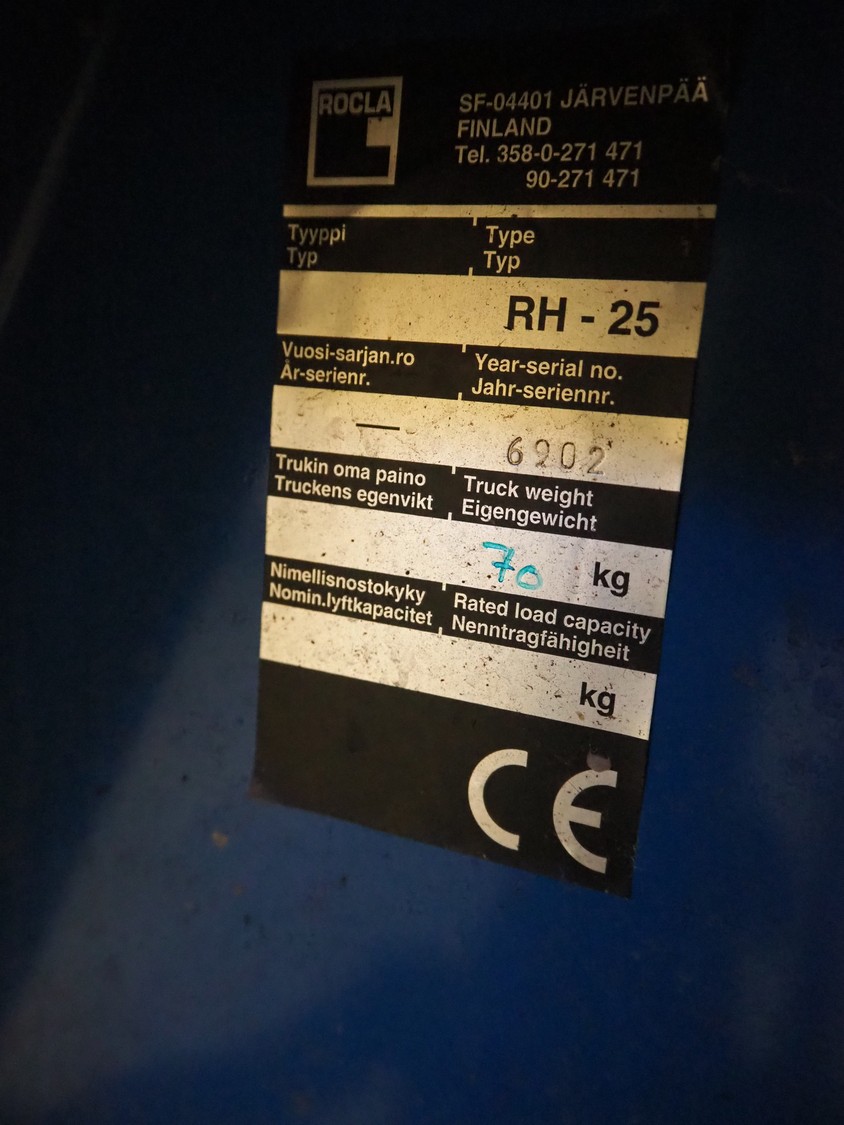 ROCLA
SF-04401 JÄRVENPÄÄ
FINLAND
Tel. 358-0-271 471
90-271 471
Tyyppi
Typ
Type
Typ
RH - 25
Vuosi-sarjan.ro
År-serienr.
Year-serial no.
Jahr-seriennr.
— 6902
Trukin oma paino
Truckens egenvikt
Truck weight
Eigengewicht
70 kg
Nimellisnostokyky
Nomin.lyftkapacitet
Rated load capacity
Nenntragfähigheit
kg
CE